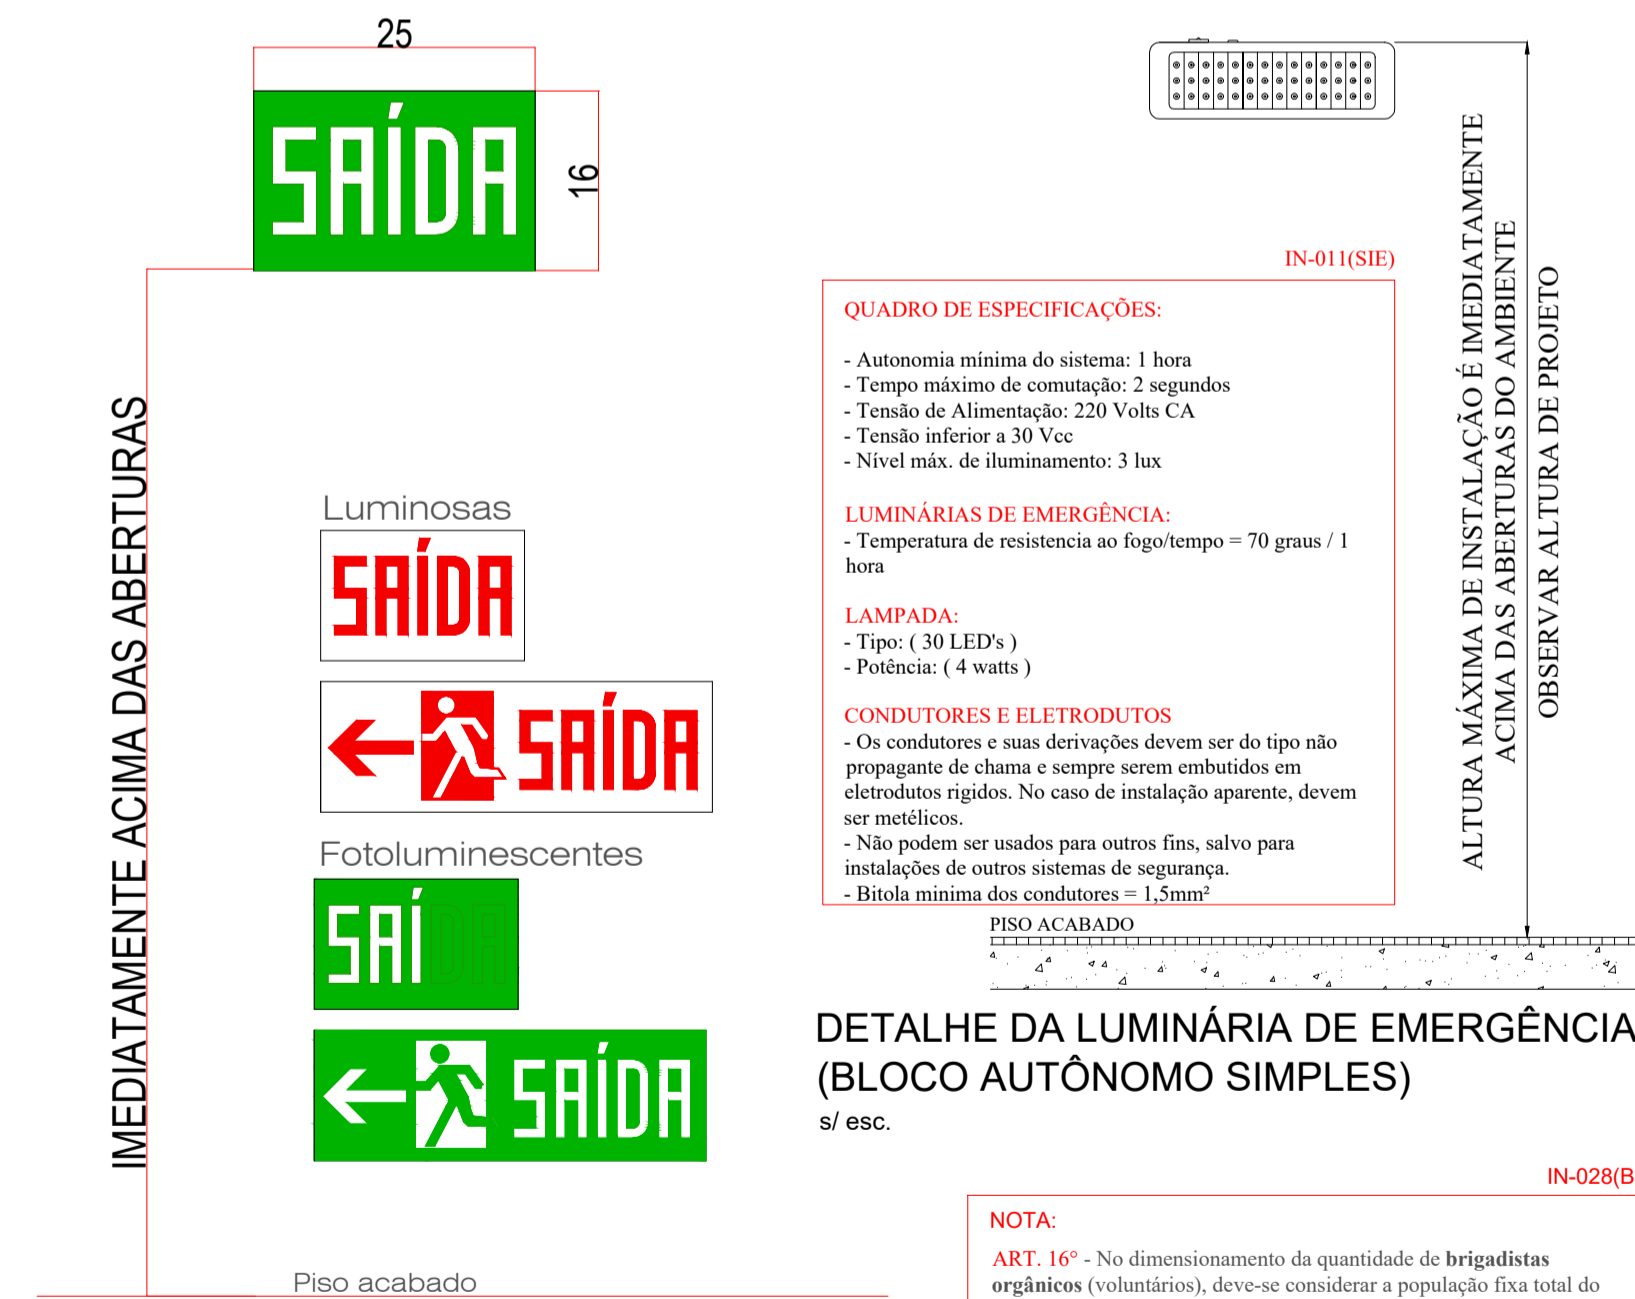 25
SAÍDA
16
IMEDIATAMENTE ACIMA DAS ABERTURAS
Luminosas
SAÍDA
SAÍDA
Fotoluminescentes
SAÍDA
SAÍDA
Piso acabado
IN-011(SIE)
QUADRO DE ESPECIFICAÇÕES:
- Autonomia mínima do sistema: 1 hora
- Tempo máximo de comutação: 2 segundos
- Tensão de Alimentação: 220 Volts CA
- Tensão inferior a 30 Vcc
- Nível máx. de iluminamento: 3 lux
LUMINÁRIAS DE EMERGÊNCIA:
- Temperatura de resistencia ao fogo/tempo = 70 graus / 1
hora
LAMPADA:
- Tipo: ( 30 LED's )
- Potência: ( 4 watts )
CONDUTORES E ELETRODUTOS
- Os condutores e suas derivações devem ser do tipo não
propagante de chama e sempre serem embutidos em
eletrodutos rigidos. No caso de instalação aparente, devem
ser metélicos.
- Não podem ser usados para outros fins, salvo para
instalações de outros sistemas de segurança.
- Bitola minima dos condutores = 1,5mm²
ALTURA MÁXIMA DE INSTALAÇÃO É IMEDIATAMENTE
ACIMA DAS ABERTURAS DO AMBIENTE
OBSERVAR ALTURA DE PROJETO
PISO ACABADO
DETALHE DA LUMINÁRIA DE EMERGÊNCIA
(BLOCO AUTÔNOMO SIMPLES)
s/ esc.
IN-028(B
NOTA:
ART. 16° - No dimensionamento da quantidade de brigadistas
orgânicos (voluntários), deve-se considerar a população fixa total do